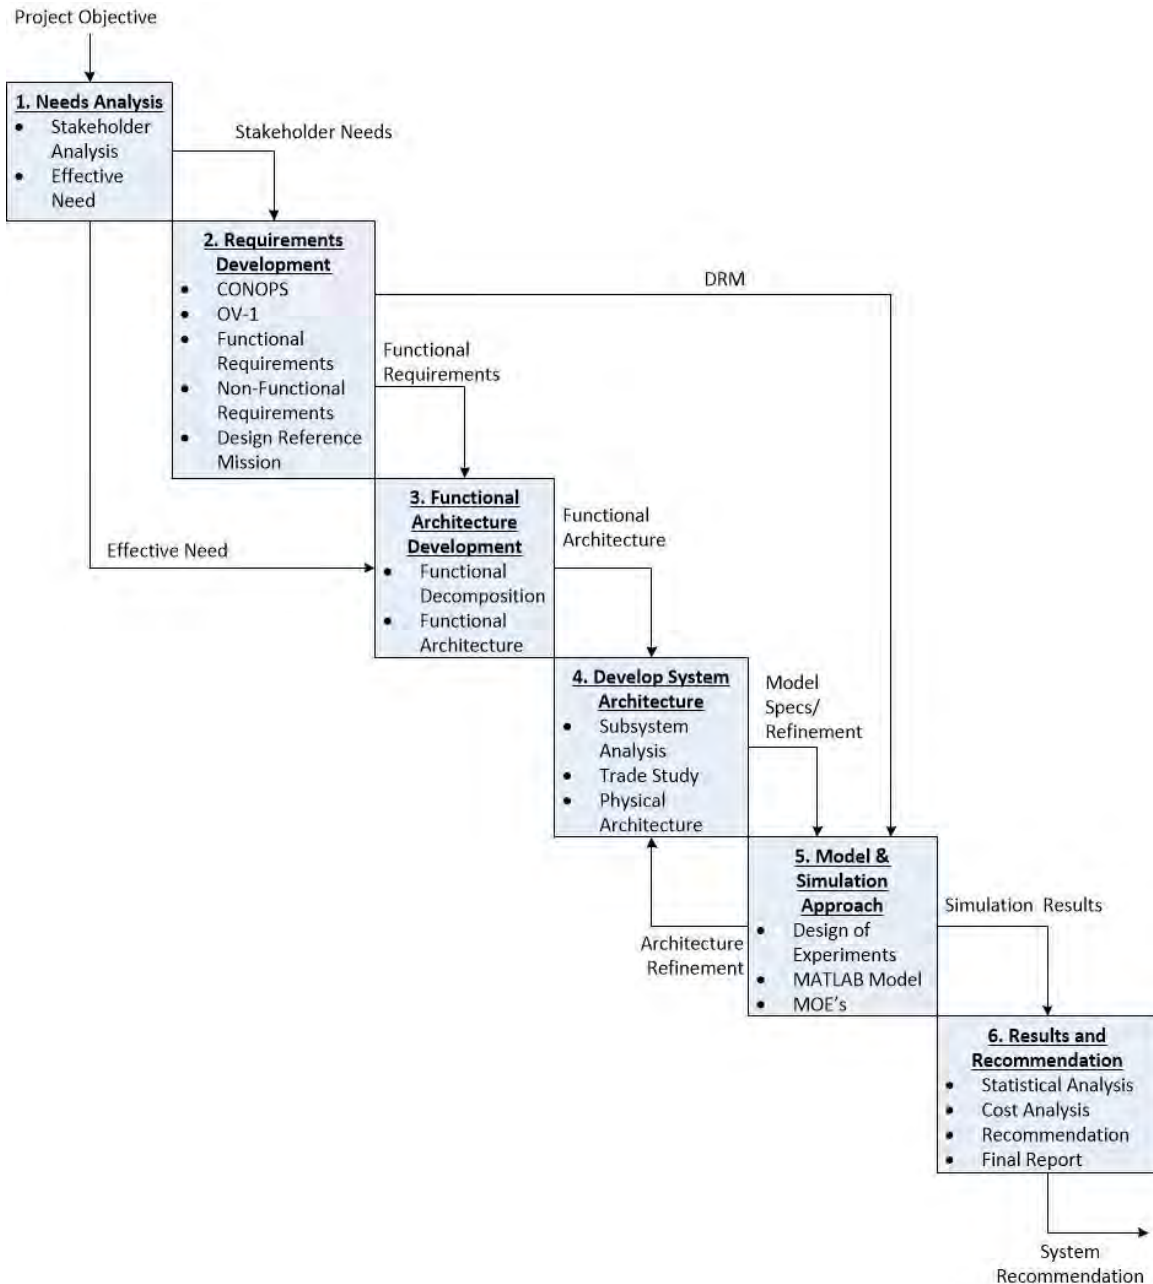 Project Objective
1. Needs Analysis
• Stakeholder
Analysis
• Effective
Need
Stakeholder Needs
2. Requirements
Development
• CONOPS
• OV-1
• Functional
Requirements
• Non-Functional
Requirements
• Design Reference
Mission
DRM
Functional
Requirements
Effective Need
3. Functional
Architecture
Development
• Functional
Decomposition
• Functional
Architecture
Functional
Architecture
4. Develop System
Architecture
• Subsystem
Analysis
• Trade Study
• Physical
Architecture
Model
Specs/
Refinement
Architecture
Refinement
5. Model &
Simulation
Approach
• Design of
Experiments
• MATLAB Model
• MOE's
Simulation Results
6. Results and
Recommendation
• Statistical Analysis
• Cost Analysis
• Recommendation
• Final Report
System
Recommendation